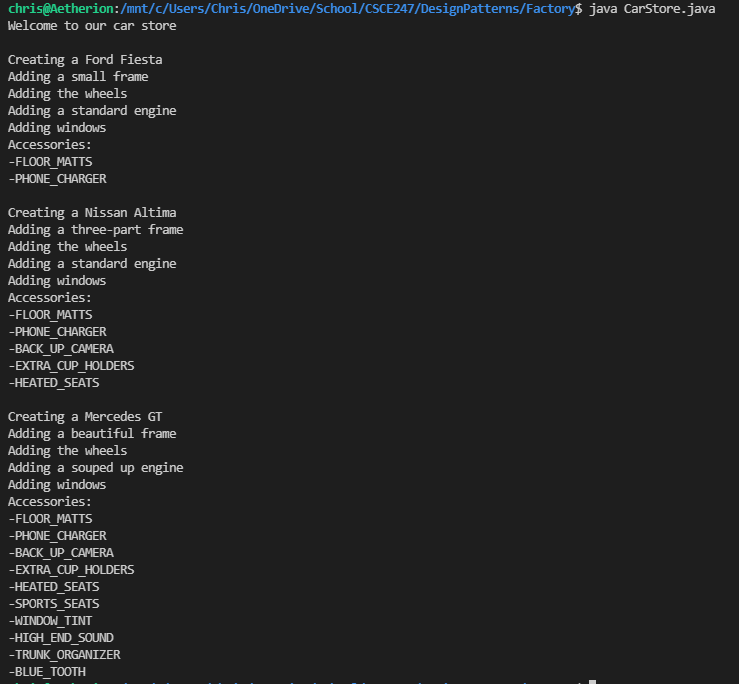 chris@Aetherion:/mnt/c/Users/Chris/OneDrive/School/CSCE247/DesignPatterns/Factory$ java CarStore.java
Welcome to our car store
Creating a Ford Fiesta
Adding a small frame
Adding the wheels
Adding a standard engine
Adding windows
Accessories:
-FLOOR_MATTS
-PHONE_CHARGER
Creating a Nissan Altima
Adding a three-part frame
Adding the wheels
Adding a standard engine
Adding windows
Accessories:
-FLOOR_MATTS
-PHONE_CHARGER
-BACK_UP_CAMERA
-EXTRA_CUP_HOLDERS
-HEATED_SEATS
Creating a Mercedes GT
Adding a beautiful frame
Adding the wheels
Adding a souped up engine
Adding windows
Accessories:
-FLOOR_MATTS
-PHONE_CHARGER
-BACK_UP_CAMERA
-EXTRA_CUP_HOLDERS
-HEATED_SEATS
-SPORTS_SEATS
-WINDOW_TINT
-HIGH_END_SOUND
-TRUNK_ORGANIZER
-BLUE_TOOTH